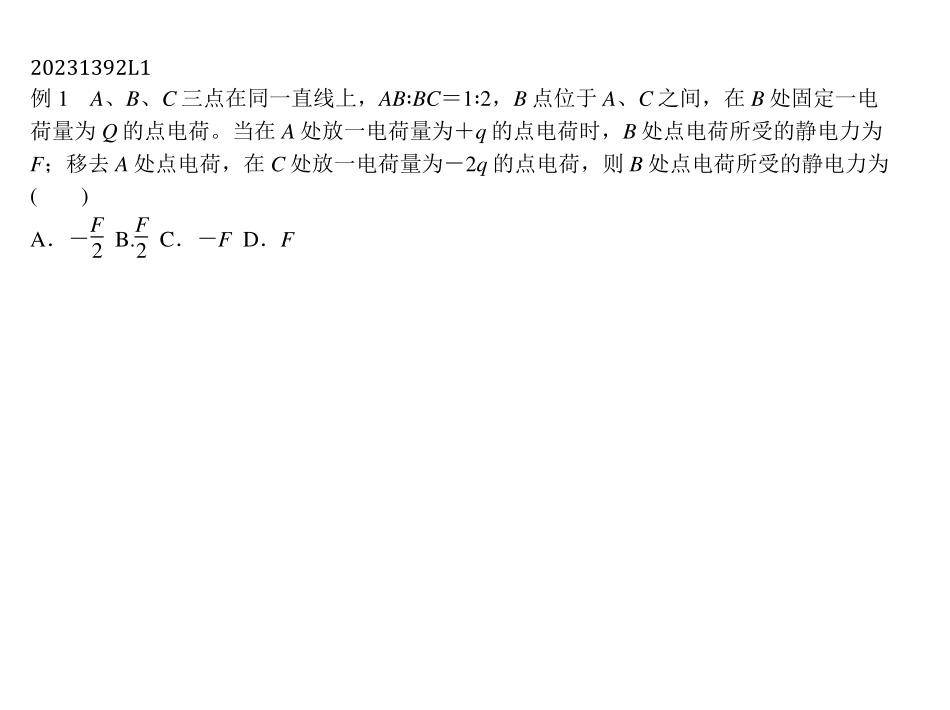 20231392L1
例 1　A、B、C 三点在同一直线上，AB∶BC＝1∶2，B 点位于 A、C 之间，在 B 处固定一电
荷量为 Q 的点电荷。当在 A 处放一电荷量为＋q 的点电荷时，B 处点电荷所受的静电力为
F；移去 A 处点电荷，在 C 处放一电荷量为－2q 的点电荷，则 B 处点电荷所受的静电力为
(　　)
A．－F/2 B.F/2 C．－F D．F